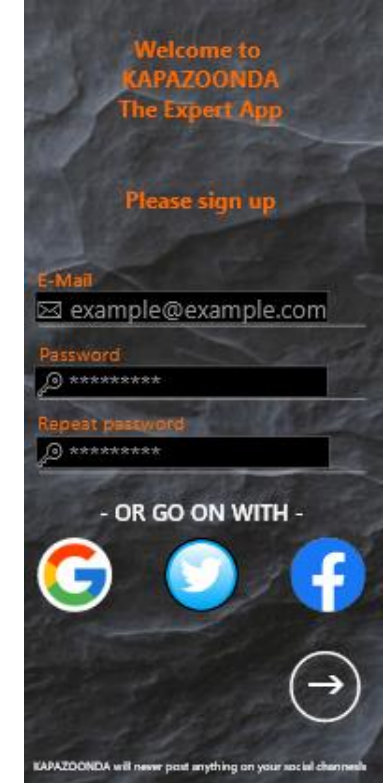 Welcome to
KAPAZOONDA
The Expert App
Please sign up
E-Mail
example@example.com
Password
*********
Repeat password
*********
- OR GO ON WITH -
KAPAZOONDA will never post anything on your social channesls